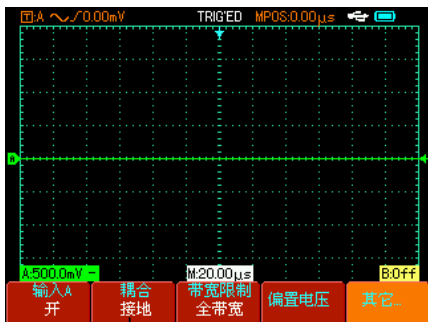 T:A 0.00mV TRIG'ED MPOS:0.00μs
A
A:500.0mV M:20.00μs B:Off
输入A 耦合 带宽限制 偏置电压 其它...
开 接地 全带宽